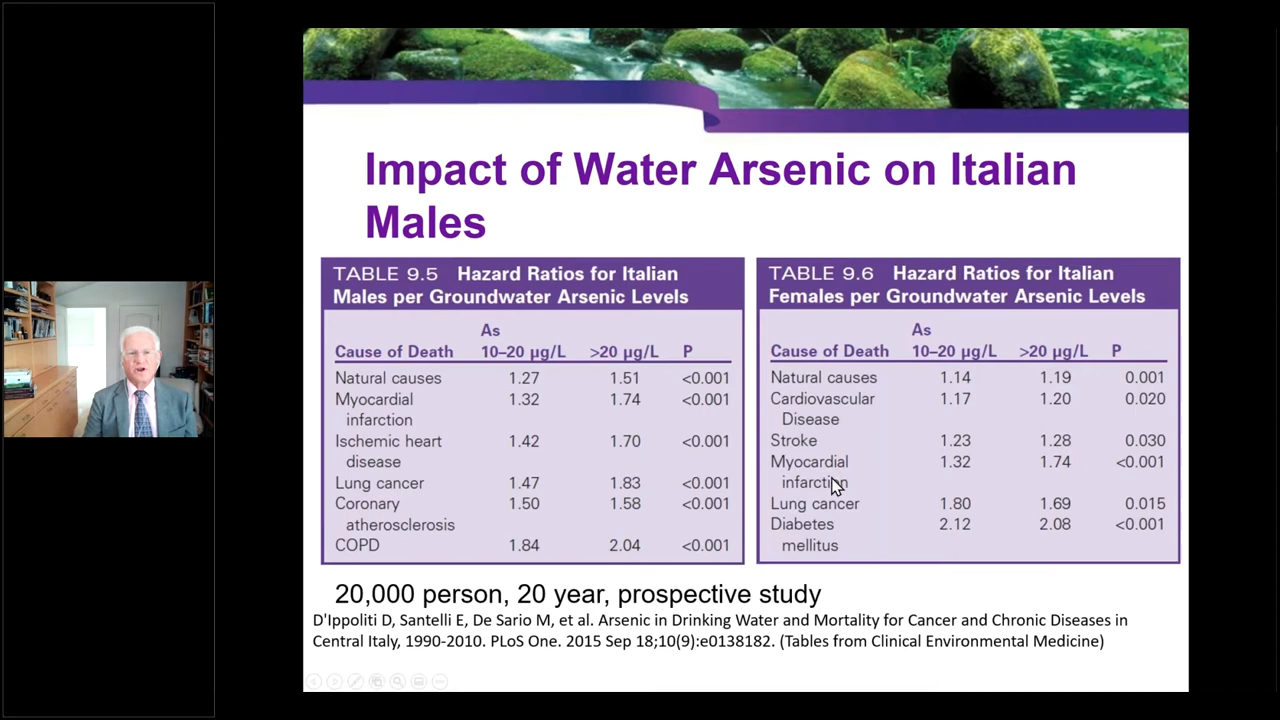 Impact of Water Arsenic on Italian
Males
TABLE 9.5 Hazard Ratios for Italian
Males per Groundwater Arsenic Levels
As
Cause of Death 10–20 µg/L >20 µg/L P
Natural causes 1.27 1.51 <0.001
Myocardial 1.32 1.74 <0.001
infarction
Ischemic heart 1.42 1.70 <0.001
disease
Lung cancer 1.47 1.83 <0.001
Coronary 1.50 1.58 <0.001
atherosclerosis
COPD 1.84 2.04 <0.001
TABLE 9.6 Hazard Ratios for Italian
Females per Groundwater Arsenic Levels
As
Cause of Death 10–20 µg/L >20 µg/L P
Natural causes 1.14 1.19 0.001
Cardiovascular 1.17 1.20 0.020
Disease
Stroke 1.23 1.28 0.030
Myocardial 1.32 1.74 <0.001
infarction
Lung cancer 1.80 1.69 0.015
Diabetes 2.12 2.08 <0.001
mellitus
20,000 person, 20 year, prospective study
D'Ippoliti D, Santelli E, De Sario M, et al. Arsenic in Drinking Water and Mortality for Cancer and Chronic Diseases in
Central Italy, 1990-2010. PLoS One. 2015 Sep 18;10(9):e0138182. (Tables from Clinical Environmental Medicine)